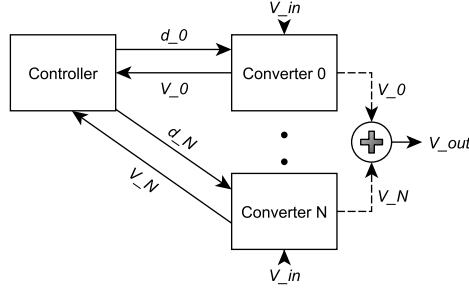 V_in
d_0
Controller
Converter 0
V_0
V_0
d_N
V_out
V_N
V_N
Converter N
V_in